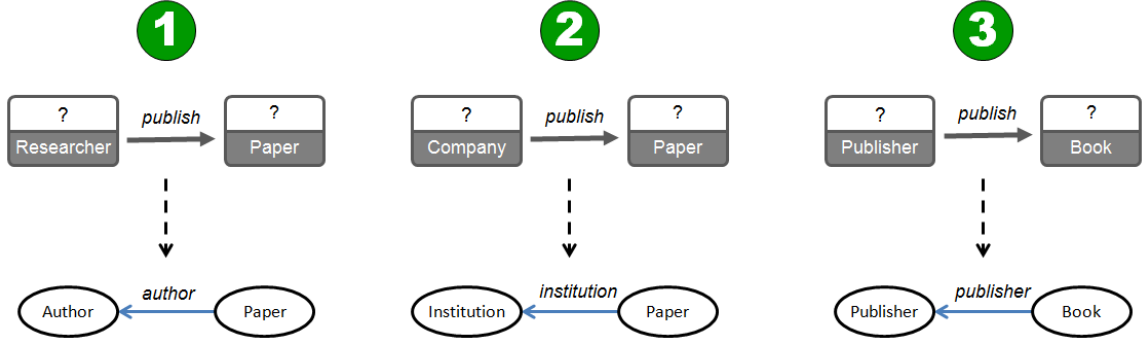 1
2
3
? publish ?
Researcher Paper
? publish ?
Company Paper
? publish ?
Publisher Book
Author author Paper
Institution institution Paper
Publisher publisher Book